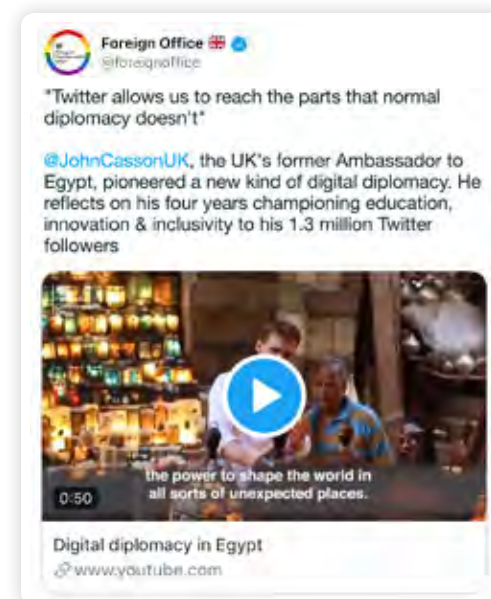 Foreign Office 🇬🇧
@foreignoffice
"Twitter allows us to reach the parts that normal
diplomacy doesn't"
@JohnCassonUK, the UK's former Ambassador to
Egypt, pioneered a new kind of digital diplomacy. He
reflects on his four years championing education,
innovation & inclusivity to his 1.3 million Twitter
followers
the power to shape the world in
all sorts of unexpected places.
0:50
Digital diplomacy in Egypt
www.youtube.com